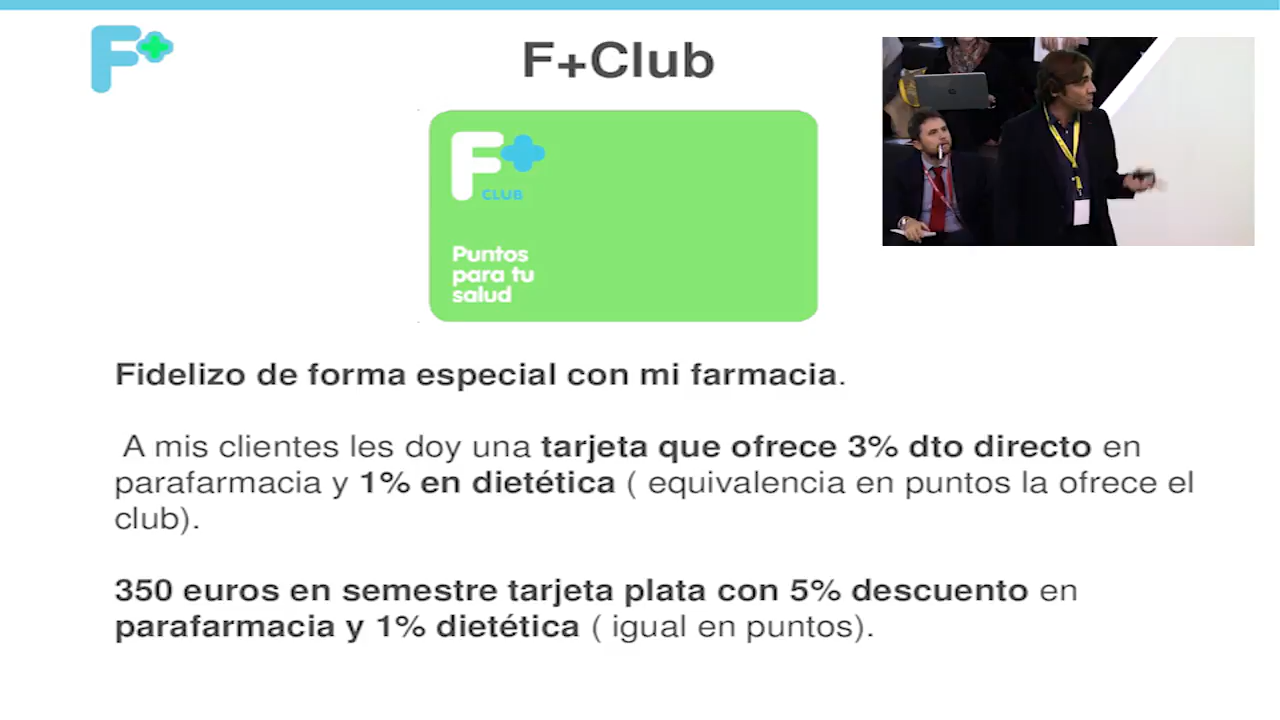 F+
F+Club
F+
CLUB
Puntos
para tu
salud
Fidelizo de forma especial con mi farmacia.
A mis clientes les doy una tarjeta que ofrece 3% dto directo en
parafarmacia y 1% en dietética ( equivalencia en puntos la ofrece el
club).
350 euros en semestre tarjeta plata con 5% descuento en
parafarmacia y 1% dietética ( igual en puntos).